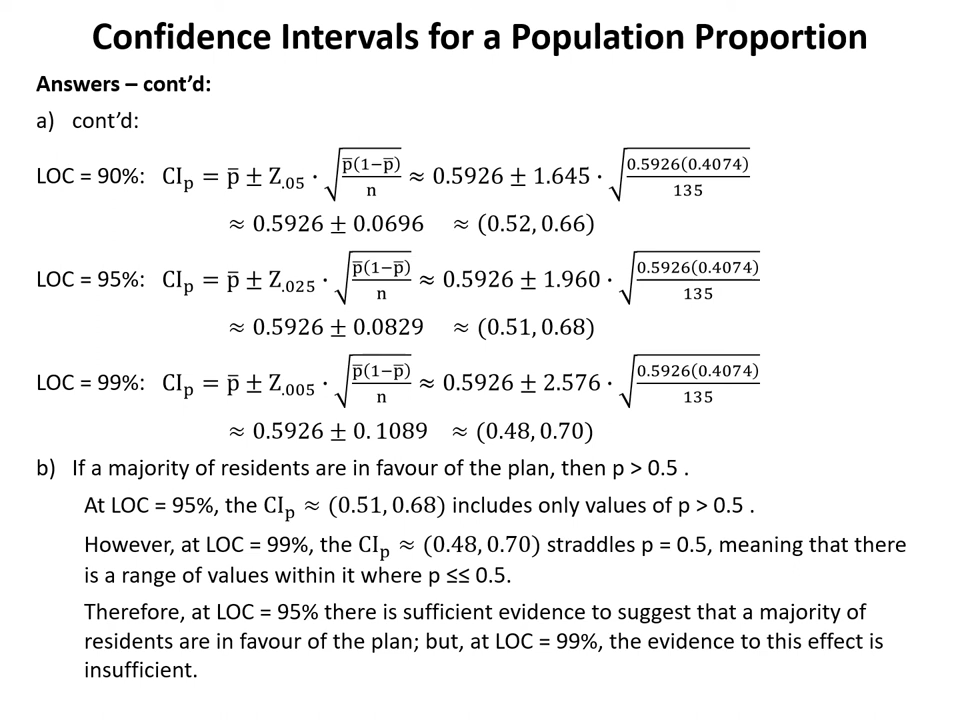 Confidence Intervals for a Population Proportion
Answers – cont’d:
a) cont’d:
LOC = 90%: CIₚ = p̅ ± Z.₀₅ · √(p̅(1−p̅)/n) ≈ 0.5926 ± 1.645 · √(0.5926(0.4074)/135)
≈ 0.5926 ± 0.0696 ≈ (0.52, 0.66)
LOC = 95%: CIₚ = p̅ ± Z.₀₂₅ · √(p̅(1−p̅)/n) ≈ 0.5926 ± 1.960 · √(0.5926(0.4074)/135)
≈ 0.5926 ± 0.0829 ≈ (0.51, 0.68)
LOC = 99%: CIₚ = p̅ ± Z.₀₀₅ · √(p̅(1−p̅)/n) ≈ 0.5926 ± 2.576 · √(0.5926(0.4074)/135)
≈ 0.5926 ± 0. 1089 ≈ (0.48, 0.70)
b) If a majority of residents are in favour of the plan, then p > 0.5 .
At LOC = 95%, the CIₚ ≈ (0.51, 0.68) includes only values of p > 0.5 .
However, at LOC = 99%, the CIₚ ≈ (0.48, 0.70) straddles p = 0.5, meaning that there
is a range of values within it where p ≤≤ 0.5.
Therefore, at LOC = 95% there is sufficient evidence to suggest that a majority of
residents are in favour of the plan; but, at LOC = 99%, the evidence to this effect is
insufficient.